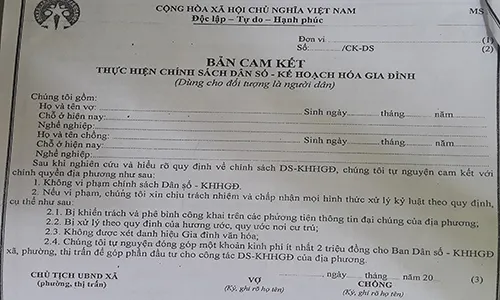 CỘNG HÒA XÃ HỘI CHỦ NGHĨA VIỆT NAM
MS
Độc lập – Tự do – Hạnh phúc
Đơn vị (1)
Số: /CK-DS (2)
BẢN CAM KẾT
THỰC HIỆN CHÍNH SÁCH DÂN SỐ - KẾ HOẠCH HÓA GIA ĐÌNH
(Dùng cho đối tượng là người dân)
Chúng tôi gồm:
Họ và tên vợ: Sinh ngày tháng năm
Chỗ ở hiện nay:
Nghề nghiệp:
Họ và tên chồng: Sinh ngày tháng năm
Chỗ ở hiện nay:
Nghề nghiệp:
Sau khi nghiên cứu và hiểu rõ quy định về chính sách DS-KHHGĐ, chúng tôi tự nguyện cam kết với
chính quyền địa phương như sau:
1. Không vi phạm chính sách Dân số - KHHGĐ.
2. Nếu vi phạm, chúng tôi xin chịu trách nhiệm và chấp nhận mọi hình thức xử lý kỷ luật theo quy định,
cụ thể như sau:
2.1. Bị khiển trách và phê bình công khai trên các phương tiện thông tin đại chúng của địa phương;
2.2. Bị xử lý theo quy định của hương ước, quy ước nơi cư trú;
2.3. Không được xét danh hiệu Gia đình văn hóa;
2.4. Chúng tôi tự nguyện đóng góp một khoản kinh phí ít nhất 2 triệu đồng cho Ban Dân số - KHHGĐ
xã, phường, thị trấn để góp phần đầu tư cho công tác DS-KHHGĐ của địa phương.
, ngày tháng năm 20 (3)
CHỦ TỊCH UBND XÃ VỢ CHỒNG
(phường, thị trấn) (Ký, ghi rõ họ tên) (Ký, ghi rõ họ tên)